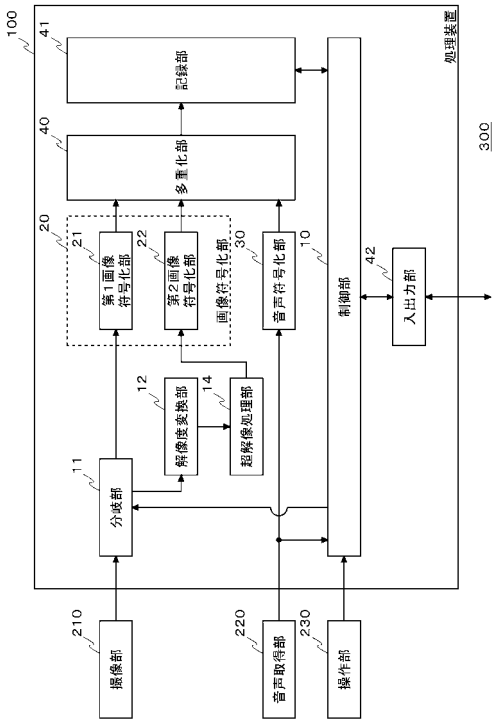 300
100
処理装置
210
撮像部
11
分岐部
20
21
第1画像
符号化部
40
多重化部
41
記録部
12
解像度変換部
22
第2画像
符号化部
画像符号化部
14
超解像処理部
220
音声取得部
30
音声符号化部
230
操作部
10
制御部
42
入出力部